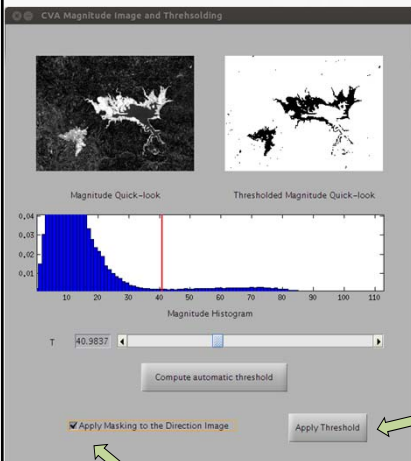 CVA Magnitude Image and Threhsolding
Magnitude Quick-look
Thresholded Magnitude Quick-look
0,04
0,03
0,02
0,01
10 20 30 40 50 60 70 80 90 100 110
Magnitude Histogram
T 40.9837
Compute automatic threshold
Apply Masking to the Direction Image
Apply Threshold